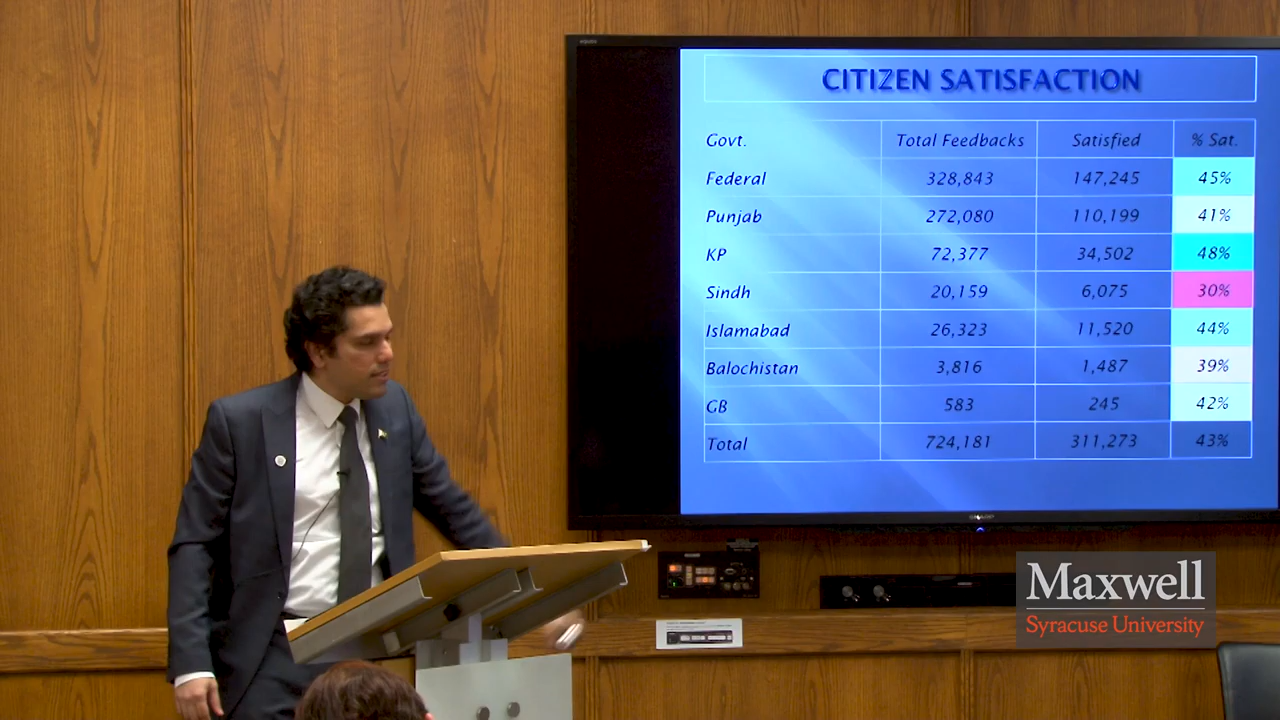 CITIZEN SATISFACTION
Govt. Total Feedbacks Satisfied % Sat.
Federal 328,843 147,245 45%
Punjab 272,080 110,199 41%
KP 72,377 34,502 48%
Sindh 20,159 6,075 30%
Islamabad 26,323 11,520 44%
Balochistan 3,816 1,487 39%
GB 583 245 42%
Total 724,181 311,273 43%
Maxwell
Syracuse University